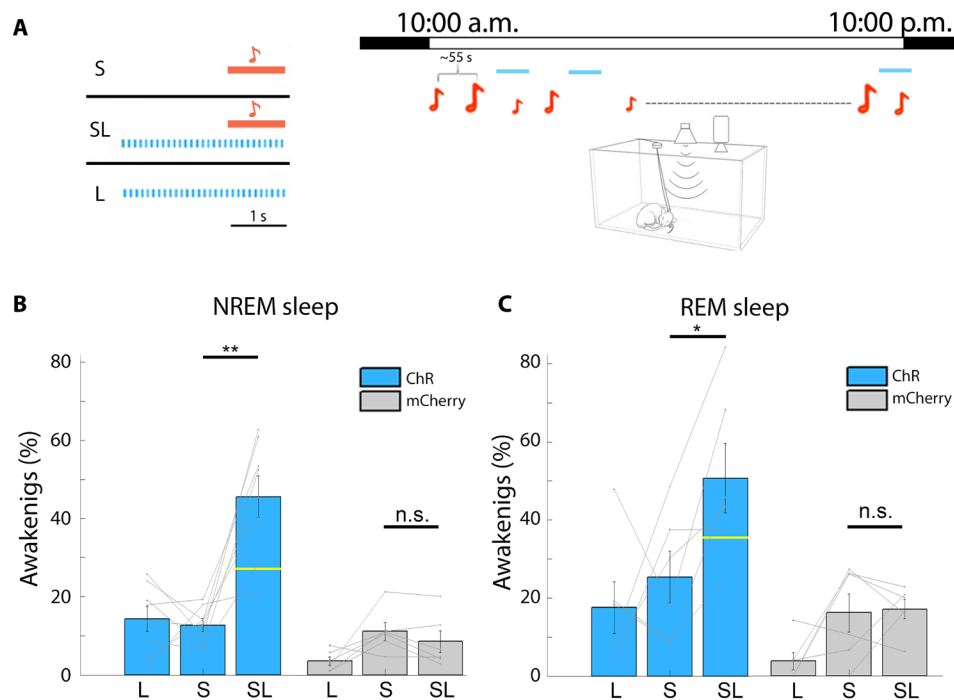 A
10:00 a.m.
10:00 p.m.
~55 s
S
SL
L
1 s
B
NREM sleep
**
80
60
40
20
0
Awakenigs (%)
ChR
mCherry
n.s.
L S SL L S SL
C
REM sleep
*
80
60
40
20
0
Awakenigs (%)
ChR
mCherry
n.s.
L S SL L S SL